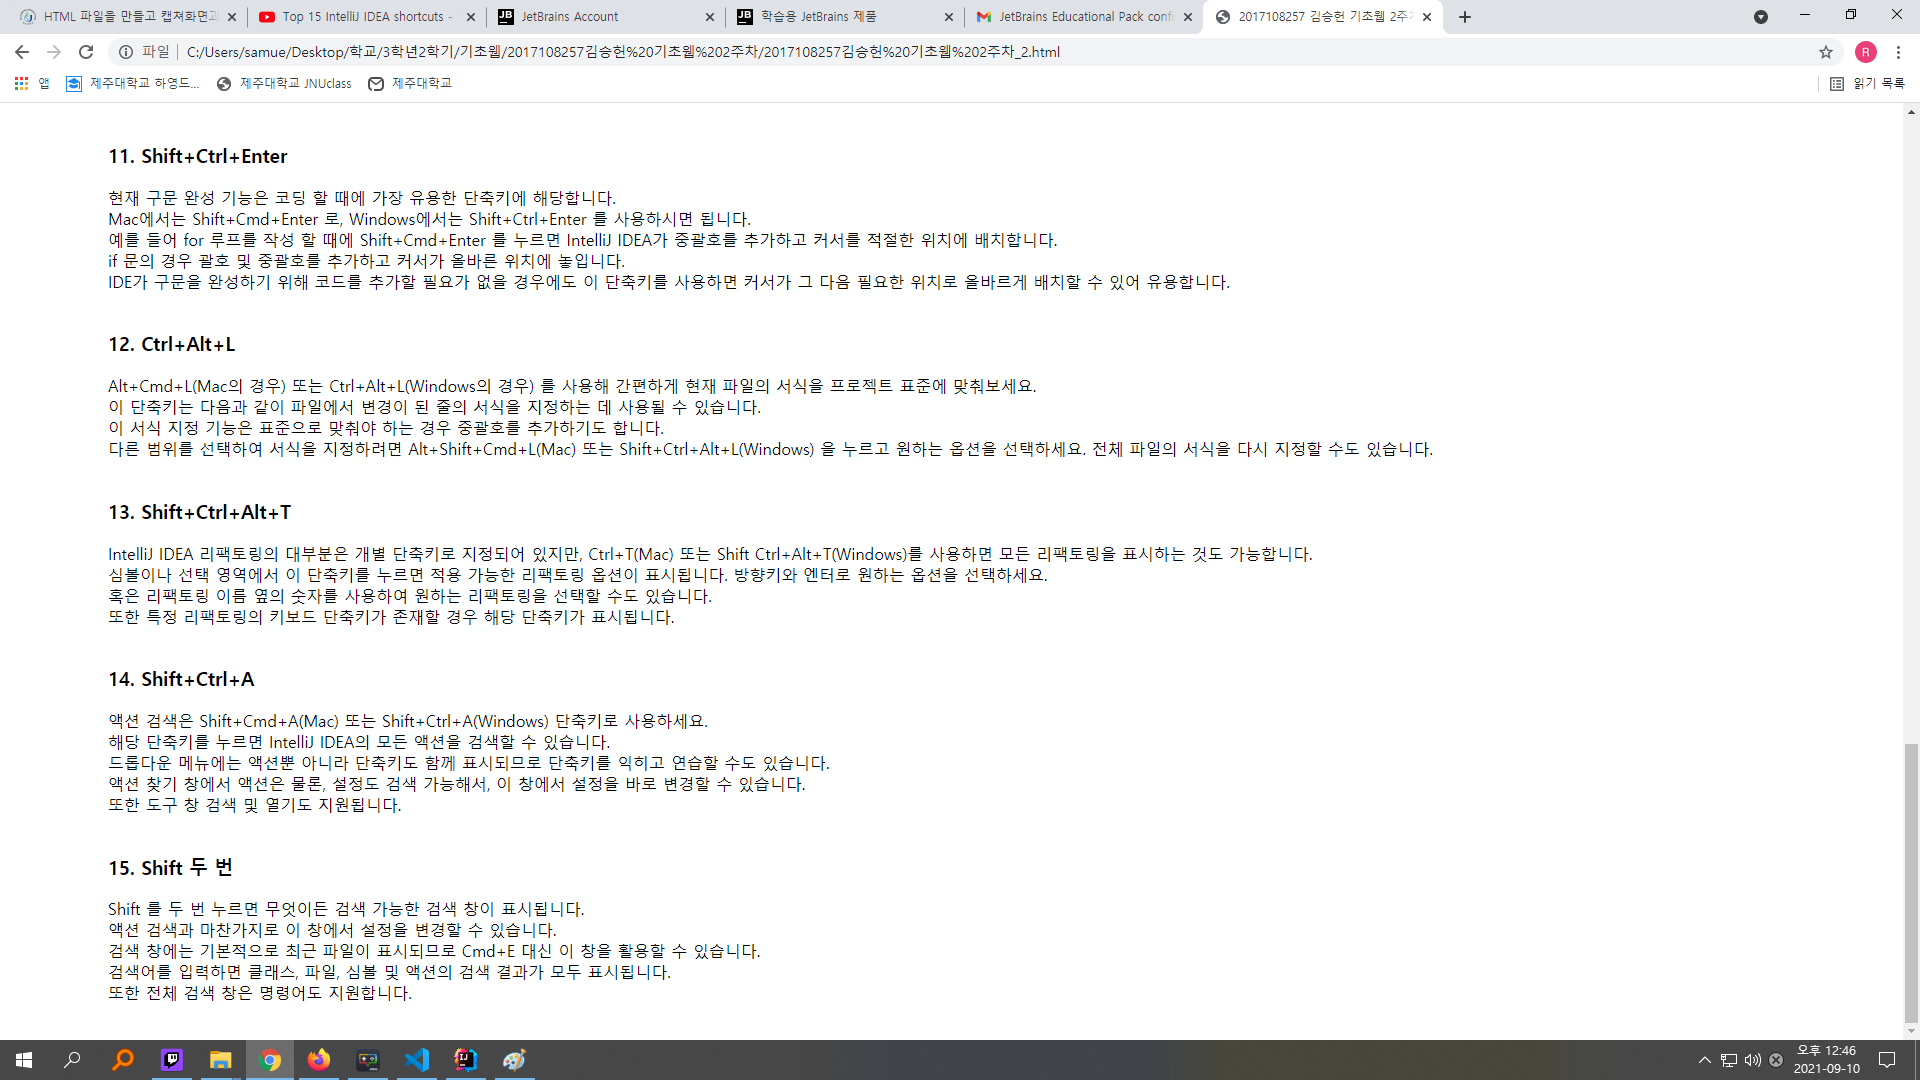 HTML 파일을 만들고 캡쳐화면과
Top 15 IntelliJ IDEA shortcuts -
JetBrains Account
학습용 JetBrains 제품
JetBrains Educational Pack confi
2017108257 김승헌 기초웹 2주
파일
C:/Users/samue/Desktop/학교/3학년2학기/기초웹/2017108257김승헌%20기초웹%202주차/2017108257김승헌%20기초웹%202주차_2.html
R
앱
제주대학교 하영드...
제주대학교 JNUclass
제주대학교
읽기 목록
11. Shift+Ctrl+Enter
현재 구문 완성 기능은 코딩 할 때에 가장 유용한 단축키에 해당합니다.
Mac에서는 Shift+Cmd+Enter 로, Windows에서는 Shift+Ctrl+Enter 를 사용하시면 됩니다.
예를 들어 for 루프를 작성 할 때에 Shift+Cmd+Enter 를 누르면 IntelliJ IDEA가 중괄호를 추가하고 커서를 적절한 위치에 배치합니다.
if 문의 경우 괄호 및 중괄호를 추가하고 커서가 올바른 위치에 놓입니다.
IDE가 구문을 완성하기 위해 코드를 추가할 필요가 없을 경우에도 이 단축키를 사용하면 커서가 그 다음 필요한 위치로 올바르게 배치할 수 있어 유용합니다.
12. Ctrl+Alt+L
Alt+Cmd+L(Mac의 경우) 또는 Ctrl+Alt+L(Windows의 경우) 를 사용해 간편하게 현재 파일의 서식을 프로젝트 표준에 맞춰보세요.
이 단축키는 다음과 같이 파일에서 변경이 된 줄의 서식을 지정하는 데 사용될 수 있습니다.
이 서식 지정 기능은 표준으로 맞춰야 하는 경우 중괄호를 추가하기도 합니다.
다른 범위를 선택하여 서식을 지정하려면 Alt+Shift+Cmd+L(Mac) 또는 Shift+Ctrl+Alt+L(Windows) 을 누르고 원하는 옵션을 선택하세요. 전체 파일의 서식을 다시 지정할 수도 있습니다.
13. Shift+Ctrl+Alt+T
IntelliJ IDEA 리팩토링의 대부분은 개별 단축키로 지정되어 있지만, Ctrl+T(Mac) 또는 Shift Ctrl+Alt+T(Windows)를 사용하면 모든 리팩토링을 표시하는 것도 가능합니다.
심볼이나 선택 영역에서 이 단축키를 누르면 적용 가능한 리팩토링 옵션이 표시됩니다. 방향키와 엔터로 원하는 옵션을 선택하세요.
혹은 리팩토링 이름 옆의 숫자를 사용하여 원하는 리팩토링을 선택할 수도 있습니다.
또한 특정 리팩토링의 키보드 단축키가 존재할 경우 해당 단축키가 표시됩니다.
14. Shift+Ctrl+A
액션 검색은 Shift+Cmd+A(Mac) 또는 Shift+Ctrl+A(Windows) 단축키로 사용하세요.
해당 단축키를 누르면 IntelliJ IDEA의 모든 액션을 검색할 수 있습니다.
드롭다운 메뉴에는 액션뿐 아니라 단축키도 함께 표시되므로 단축키를 익히고 연습할 수도 있습니다.
액션 찾기 창에서 액션은 물론, 설정도 검색 가능해서, 이 창에서 설정을 바로 변경할 수 있습니다.
또한 도구 창 검색 및 열기도 지원됩니다.
15. Shift 두 번
Shift 를 두 번 누르면 무엇이든 검색 가능한 검색 창이 표시됩니다.
액션 검색과 마찬가지로 이 창에서 설정을 변경할 수 있습니다.
검색 창에는 기본적으로 최근 파일이 표시되므로 Cmd+E 대신 이 창을 활용할 수 있습니다.
검색어를 입력하면 클래스, 파일, 심볼 및 액션의 검색 결과가 모두 표시됩니다.
또한 전체 검색 창은 명령어도 지원합니다.
오후 12:46
2021-09-10